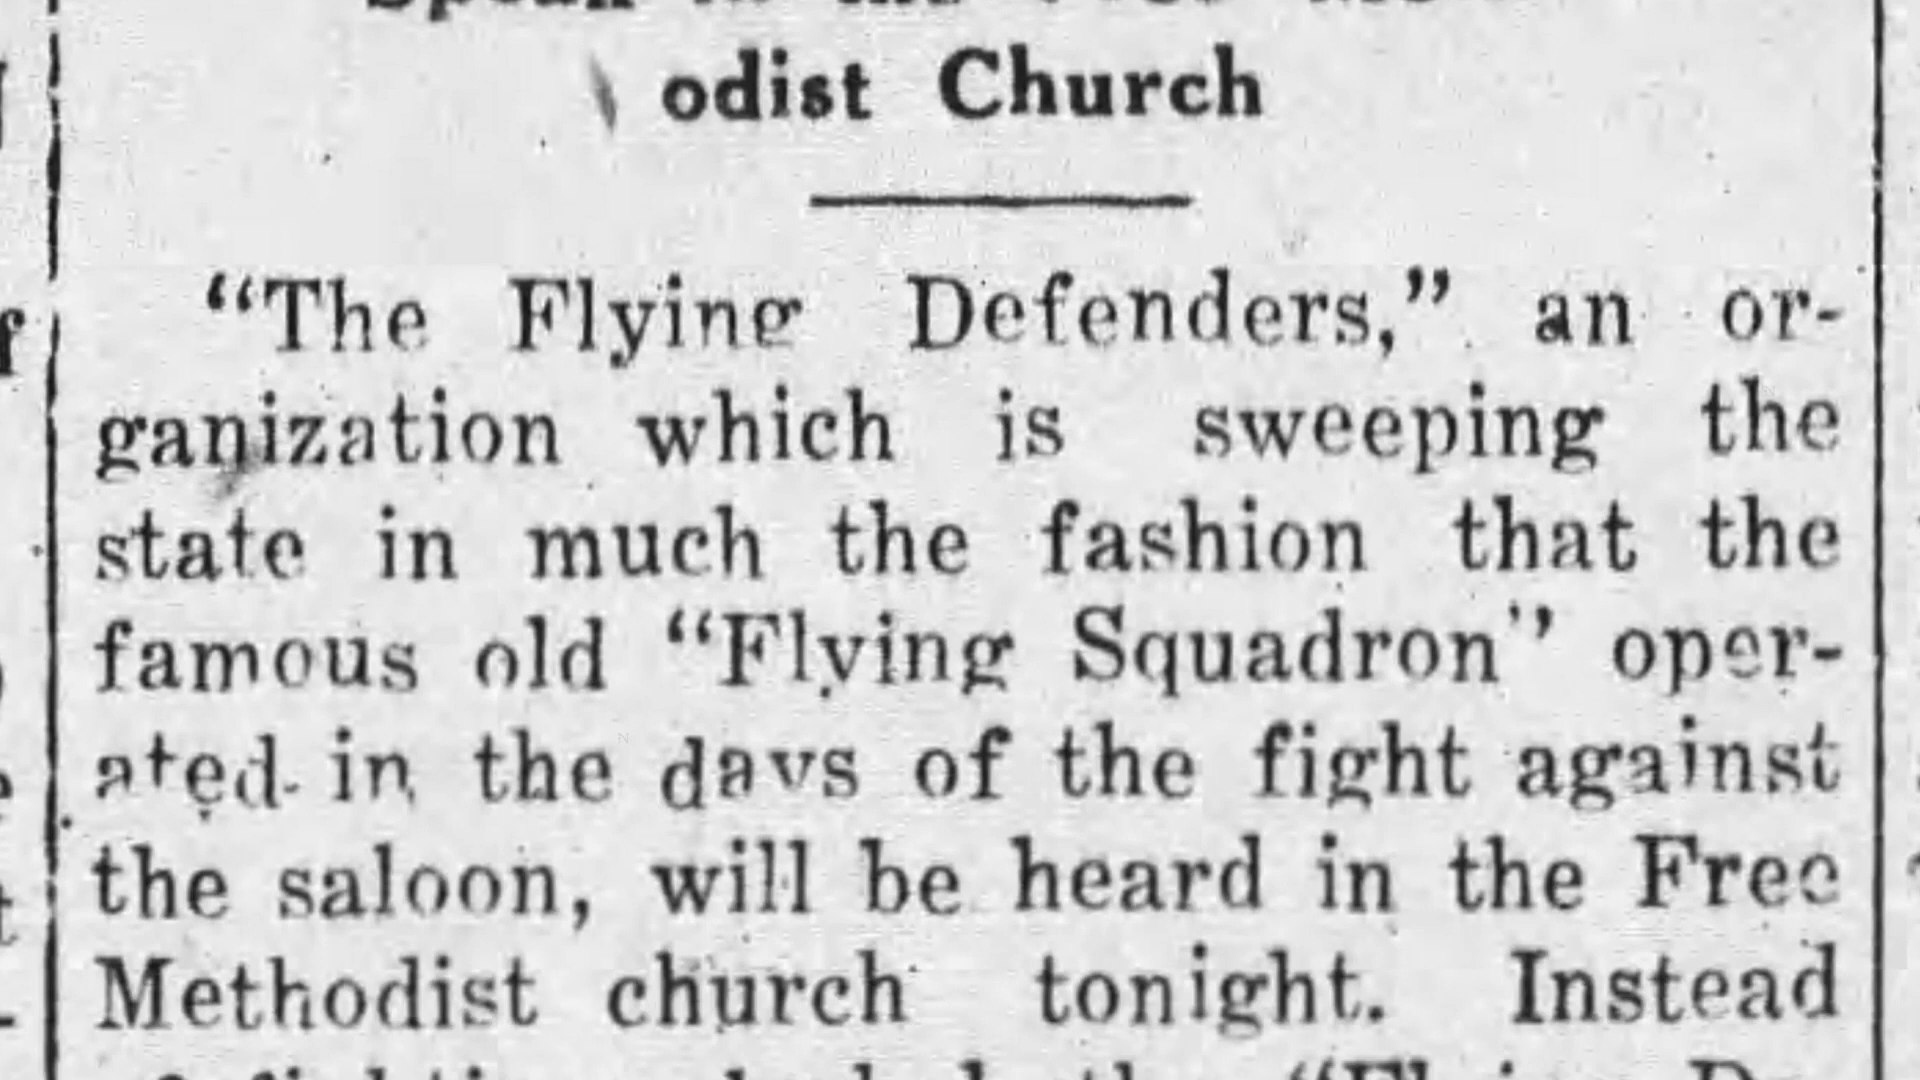 odist Church
"The Flying Defenders," an or-
ganization which is sweeping the
state in much the fashion that the
famous old "Flying Squadron" oper-
ated in the days of the fight against
the saloon, will be heard in the Free
Methodist church tonight. Instead